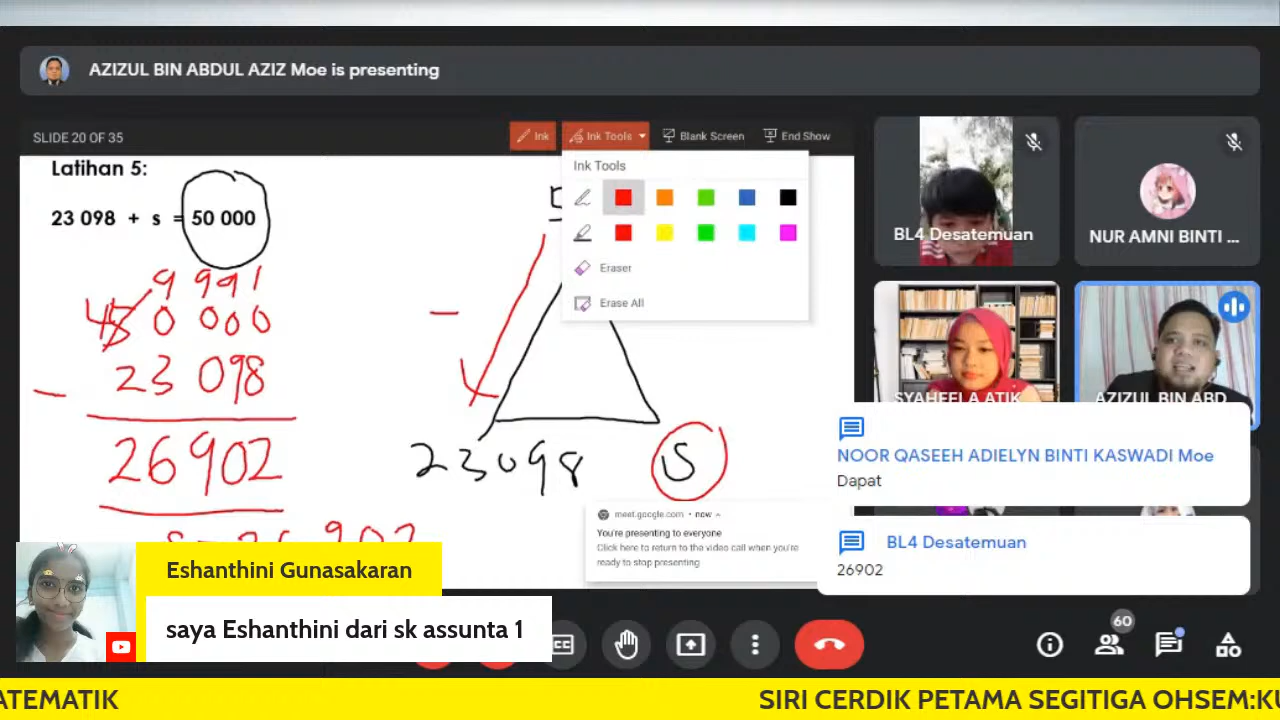 AZIZUL BIN ABDUL AZIZ Moe is presenting
SLIDE 20 OF 35
Ink
Ink Tools
Blank Screen
End Show
Ink Tools
Eraser
Erase All
Latihan 5:
23 098 + s = 50 000
9 9 9 1
0 0 0 0
23 098
26902
23098
S
meet.google.com • now
You're presenting to everyone
Click here to return to the video call when you're
ready to stop presenting
BL4 Desatemuan
NUR AMNI BINTI ...
SYAHEELA ATIK
AZIZUL BIN ABD
NOOR QASEEH ADIELYN BINTI KASWADI Moe
Dapat
BL4 Desatemuan
26902
Eshanthini Gunasakaran
saya Eshanthini dari sk assunta 1
CC
60
ATEMATIK
SIRI CERDIK PETAMA SEGITIGA OHSEM:KU